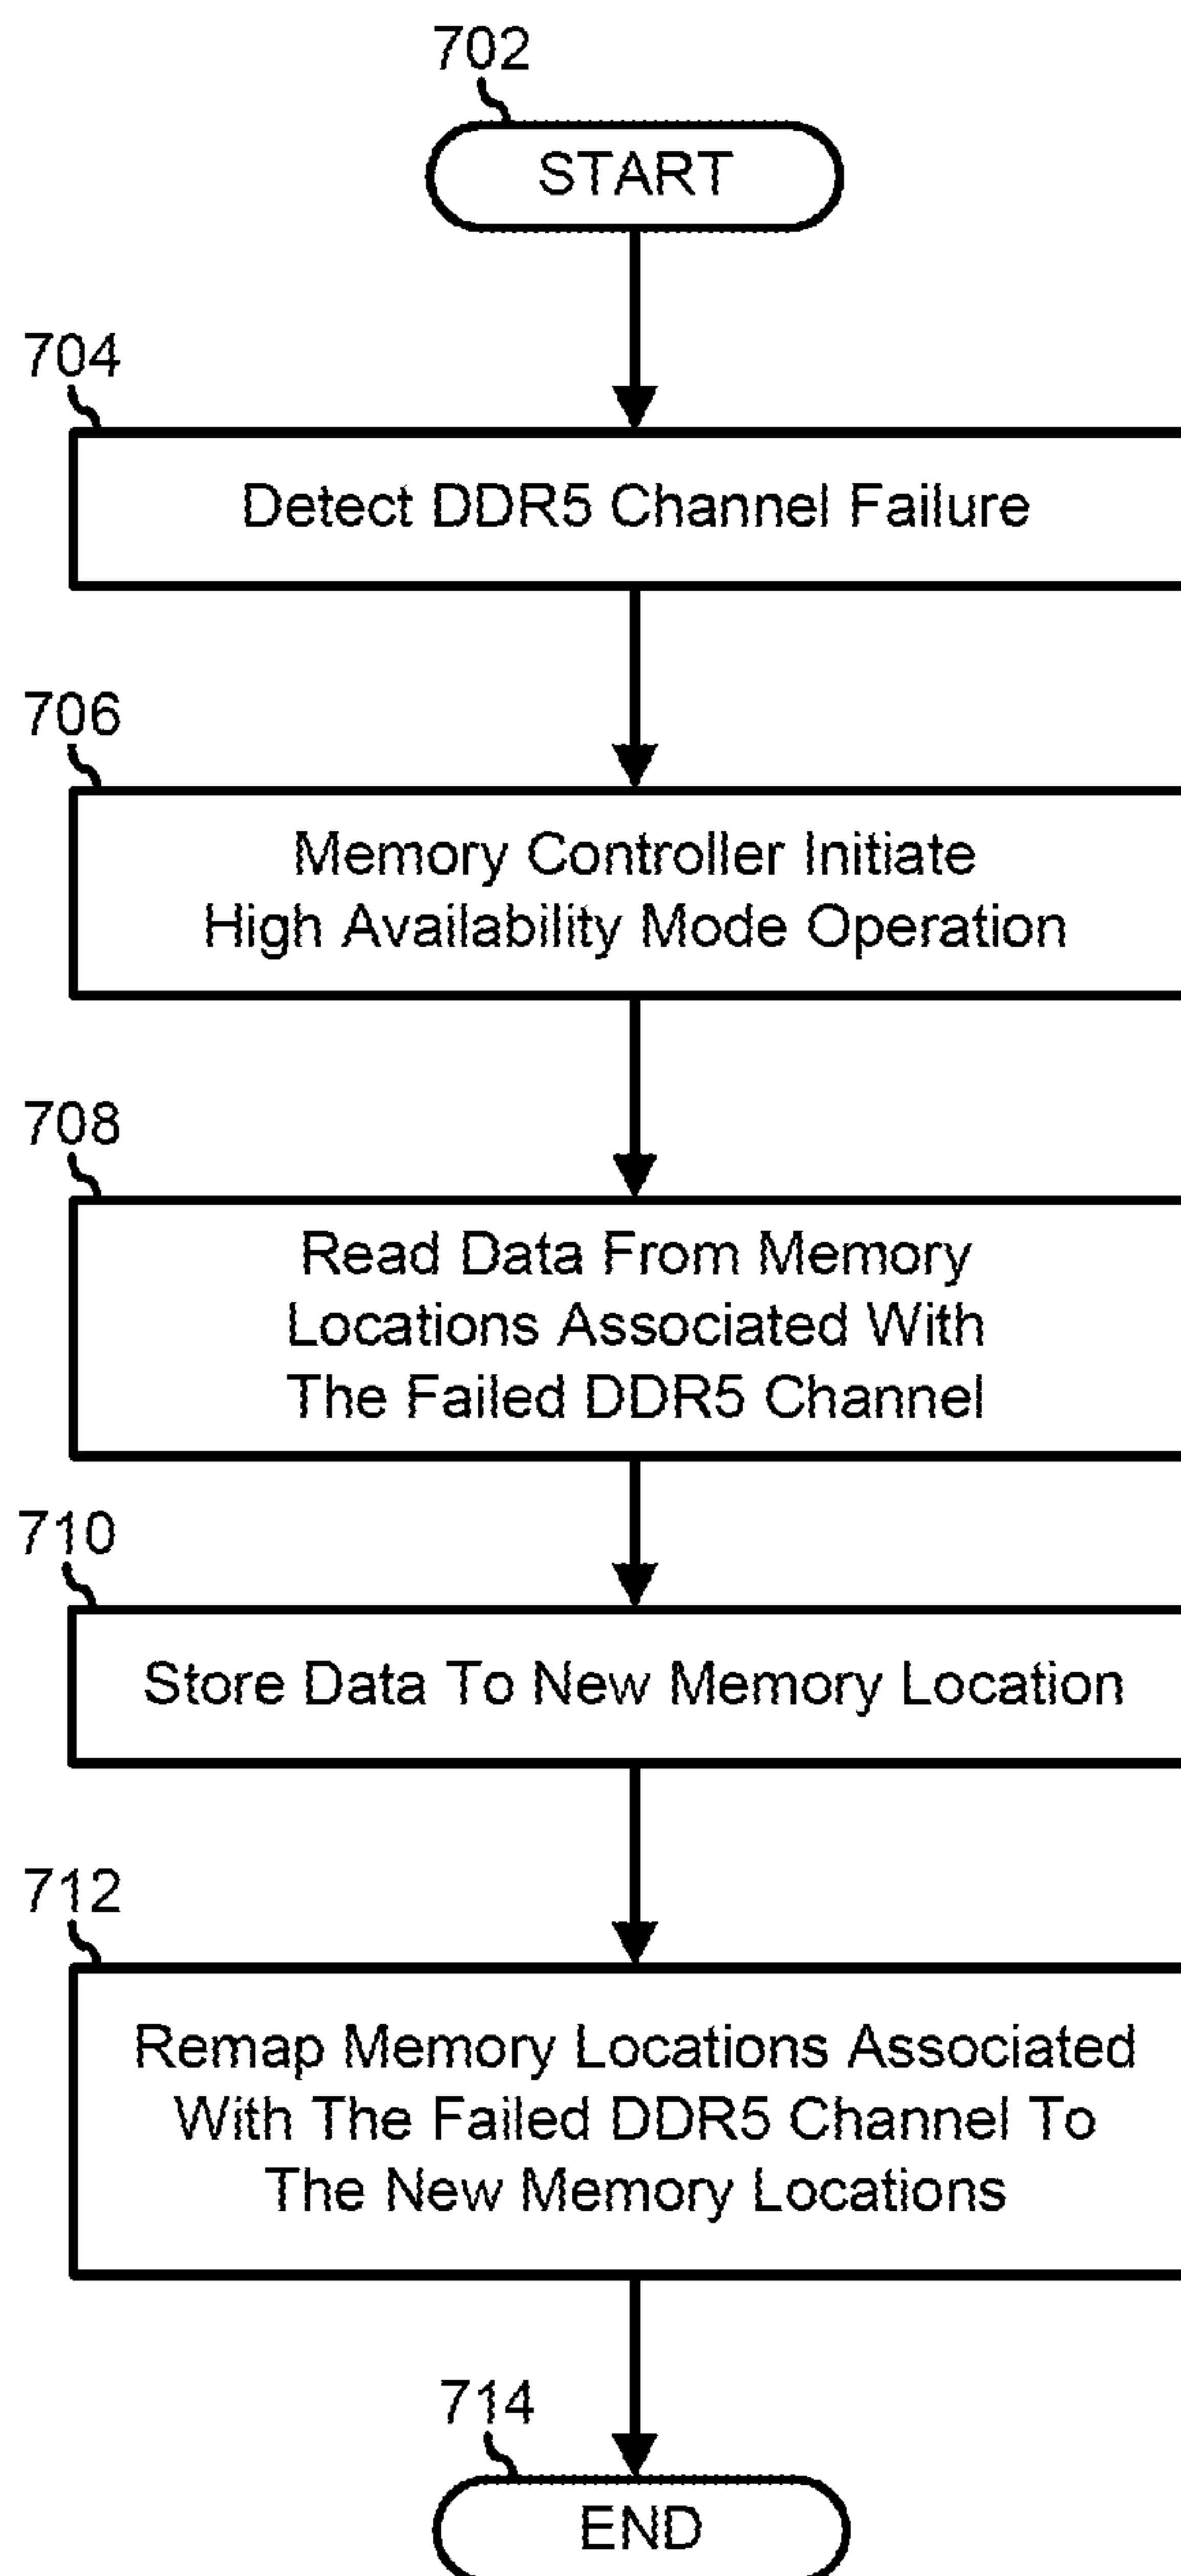 702
START
704
Detect DDR5 Channel Failure
706
Memory Controller Initiate
High Availability Mode Operation
708
Read Data From Memory
Locations Associated With
The Failed DDR5 Channel
710
Store Data To New Memory Location
712
Remap Memory Locations Associated
With The Failed DDR5 Channel To
The New Memory Locations
714
END